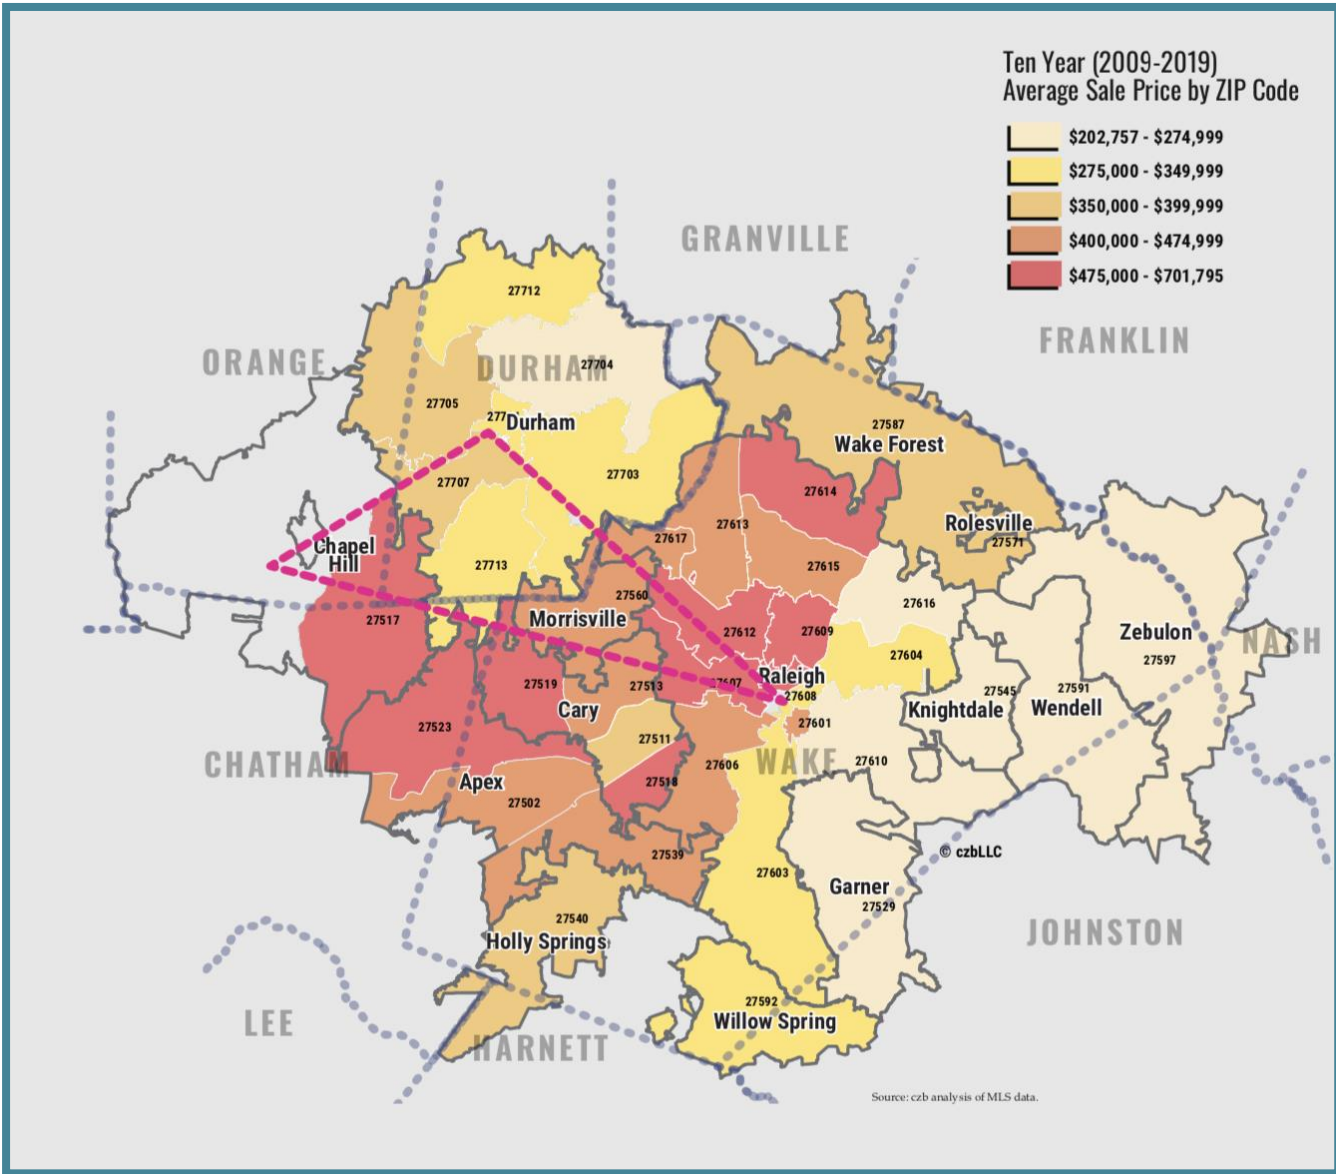 Ten Year (2009-2019)
Average Sale Price by ZIP Code
$202,757 - $274,999
$275,000 - $349,999
$350,000 - $399,999
$400,000 - $474,999
$475,000 - $701,795
GRANVILLE
27712
FRANKLIN
ORANGE
DURHAM
27704
27705
Durham
27587
Wake Forest
27703
27707
27614
27613
Rolesville
27571
27617
Chapel
Hill
27615
27713
27560
27616
Morrisville
27517
27612
27609
Zebulon
NASH
27604
27597
Raleigh
27519
27513
27607
27545
27591
27608
Cary
Knightdale
Wendell
27601
27523
27511
CHATHAM
WAKE
27610
27606
Apex
27518
27502
© czbLLC
27539
27603
Garner
27529
27540
JOHNSTON
Holly Springs
27592
LEE
Willow Spring
HARNETT
Source: czb analysis of MLS data.